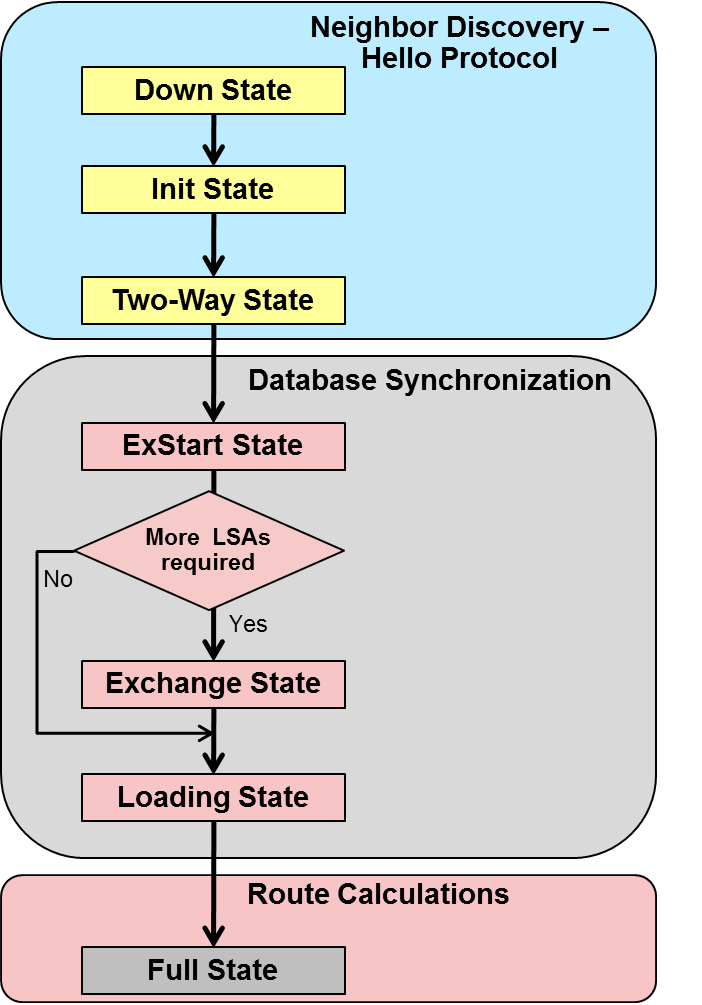 Neighbor Discovery –
Hello Protocol
Down State
Init State
Two-Way State
Database Synchronization
ExStart State
More LSAs
required
No
Yes
Exchange State
Loading State
Route Calculations
Full State